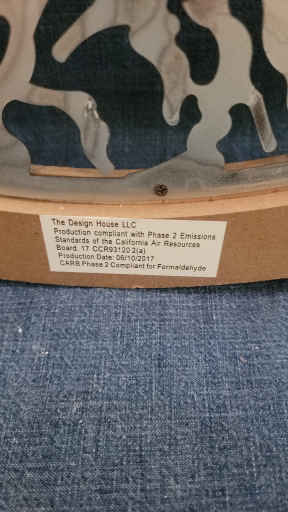 The Design House LLC
Production compliant with Phase 2 Emissions
Standards of the California Air Resources
Board. 17 CCR93120.2(a)
Production Date: 06/10/2017
CARB Phase 2 Compliant for Formaldehyde